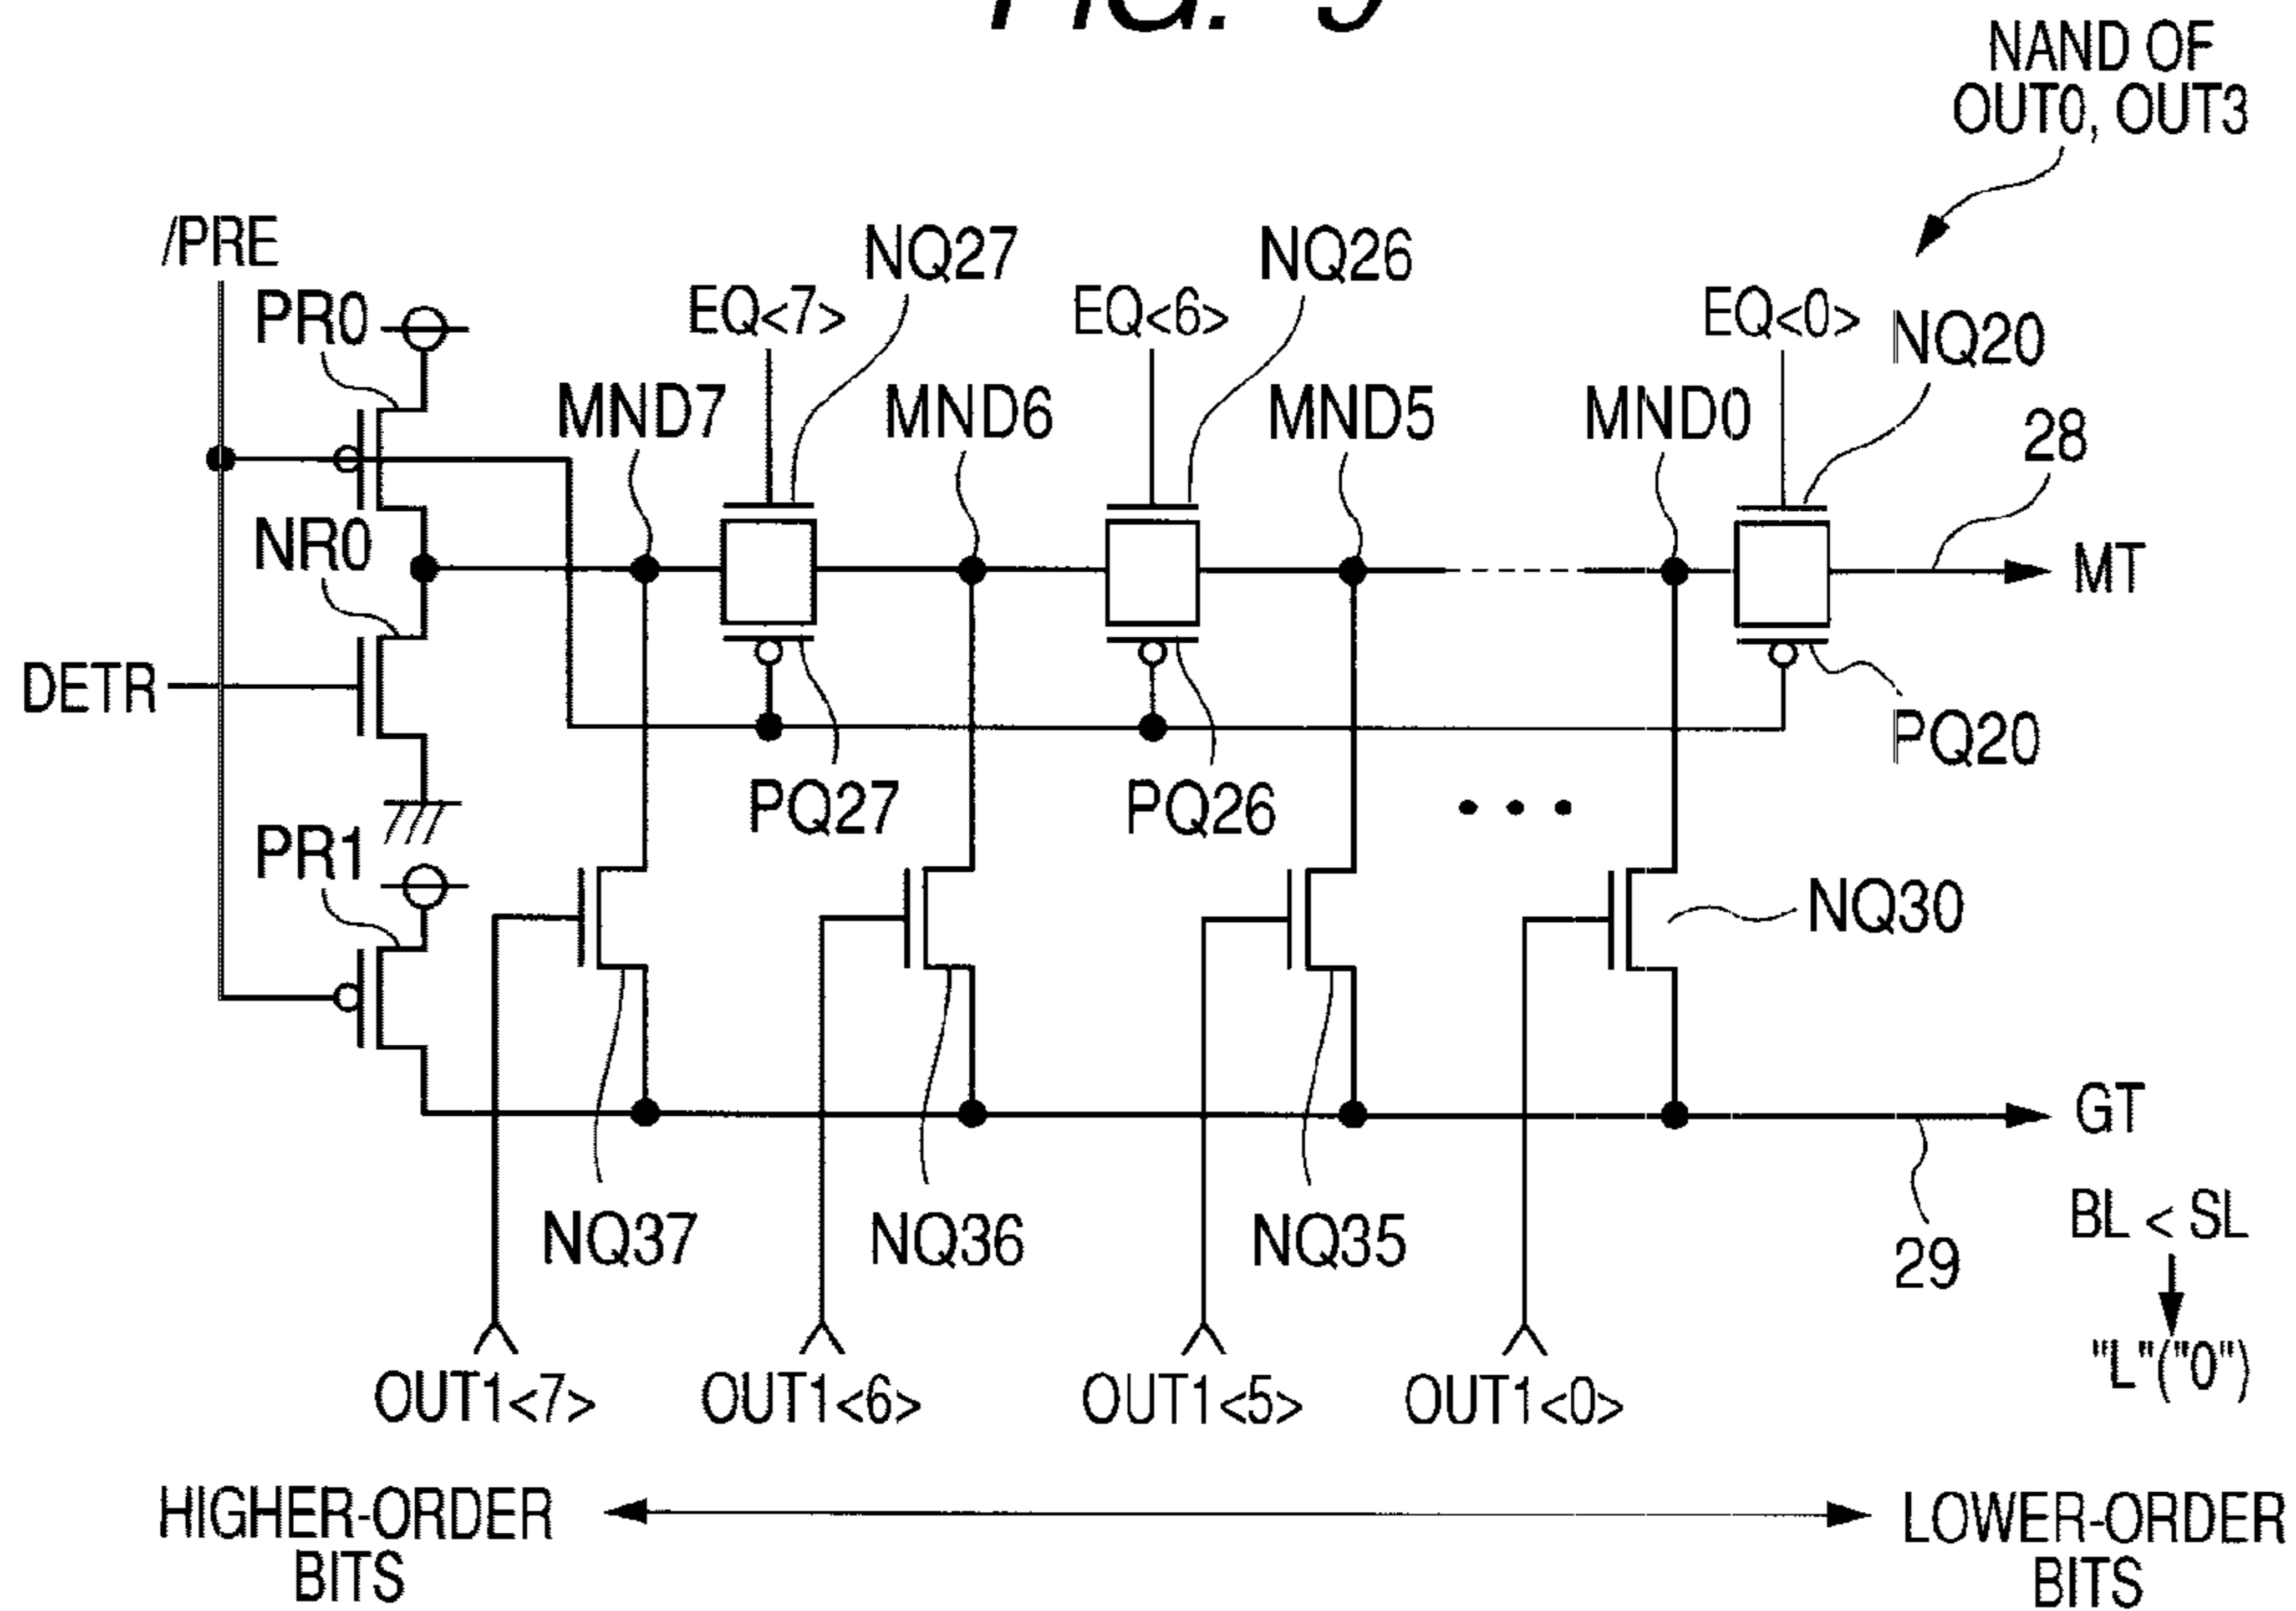 NAND OF
OUT0, OUT3
/PRE
PR0
NQ27
NQ26
EQ<7>
EQ<6>
EQ<0>
NQ20
MND7
MND6
MND5
MND0
28
NR0
MT
DETR
PQ27
PQ26
PQ20
PR1
NQ30
GT
NQ37
NQ36
NQ35
29
BL < SL
"L"("0")
OUT1<7>
OUT1<6>
OUT1<5>
OUT1<0>
HIGHER-ORDER
BITS
LOWER-ORDER
BITS